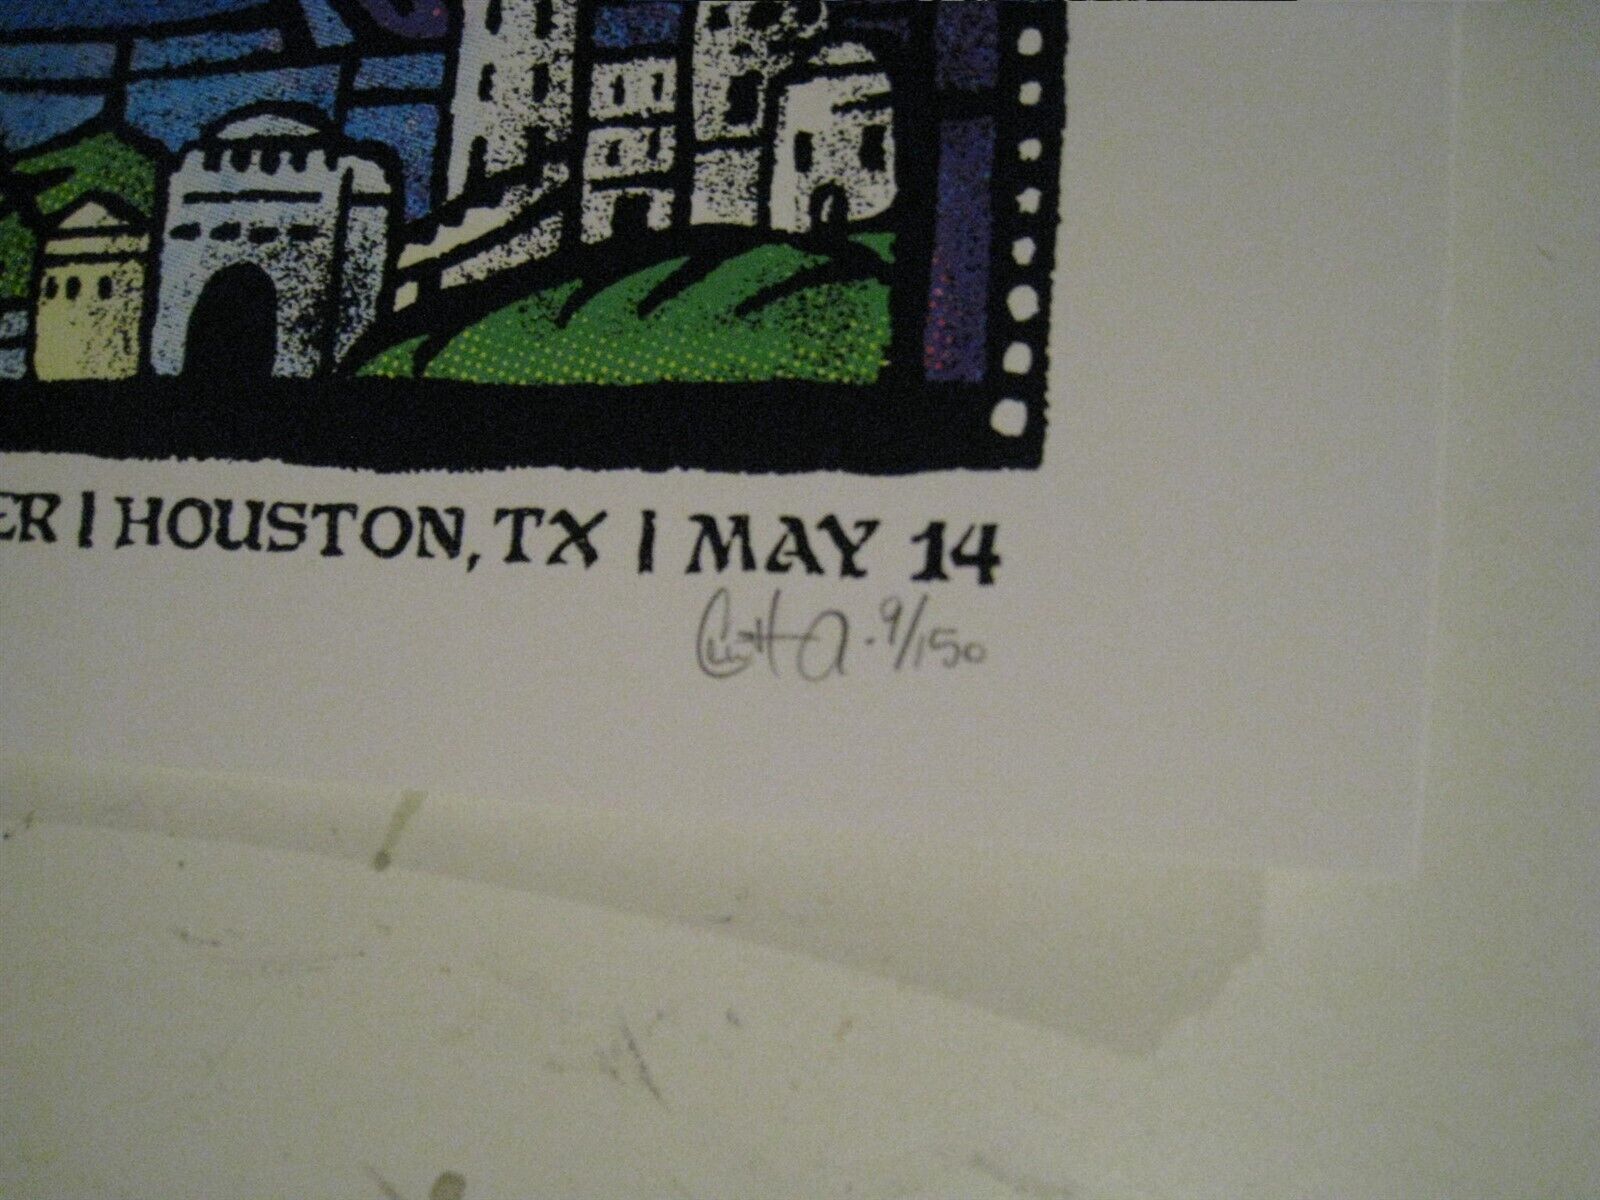 ER | HOUSTON, TX | MAY 14
9/150